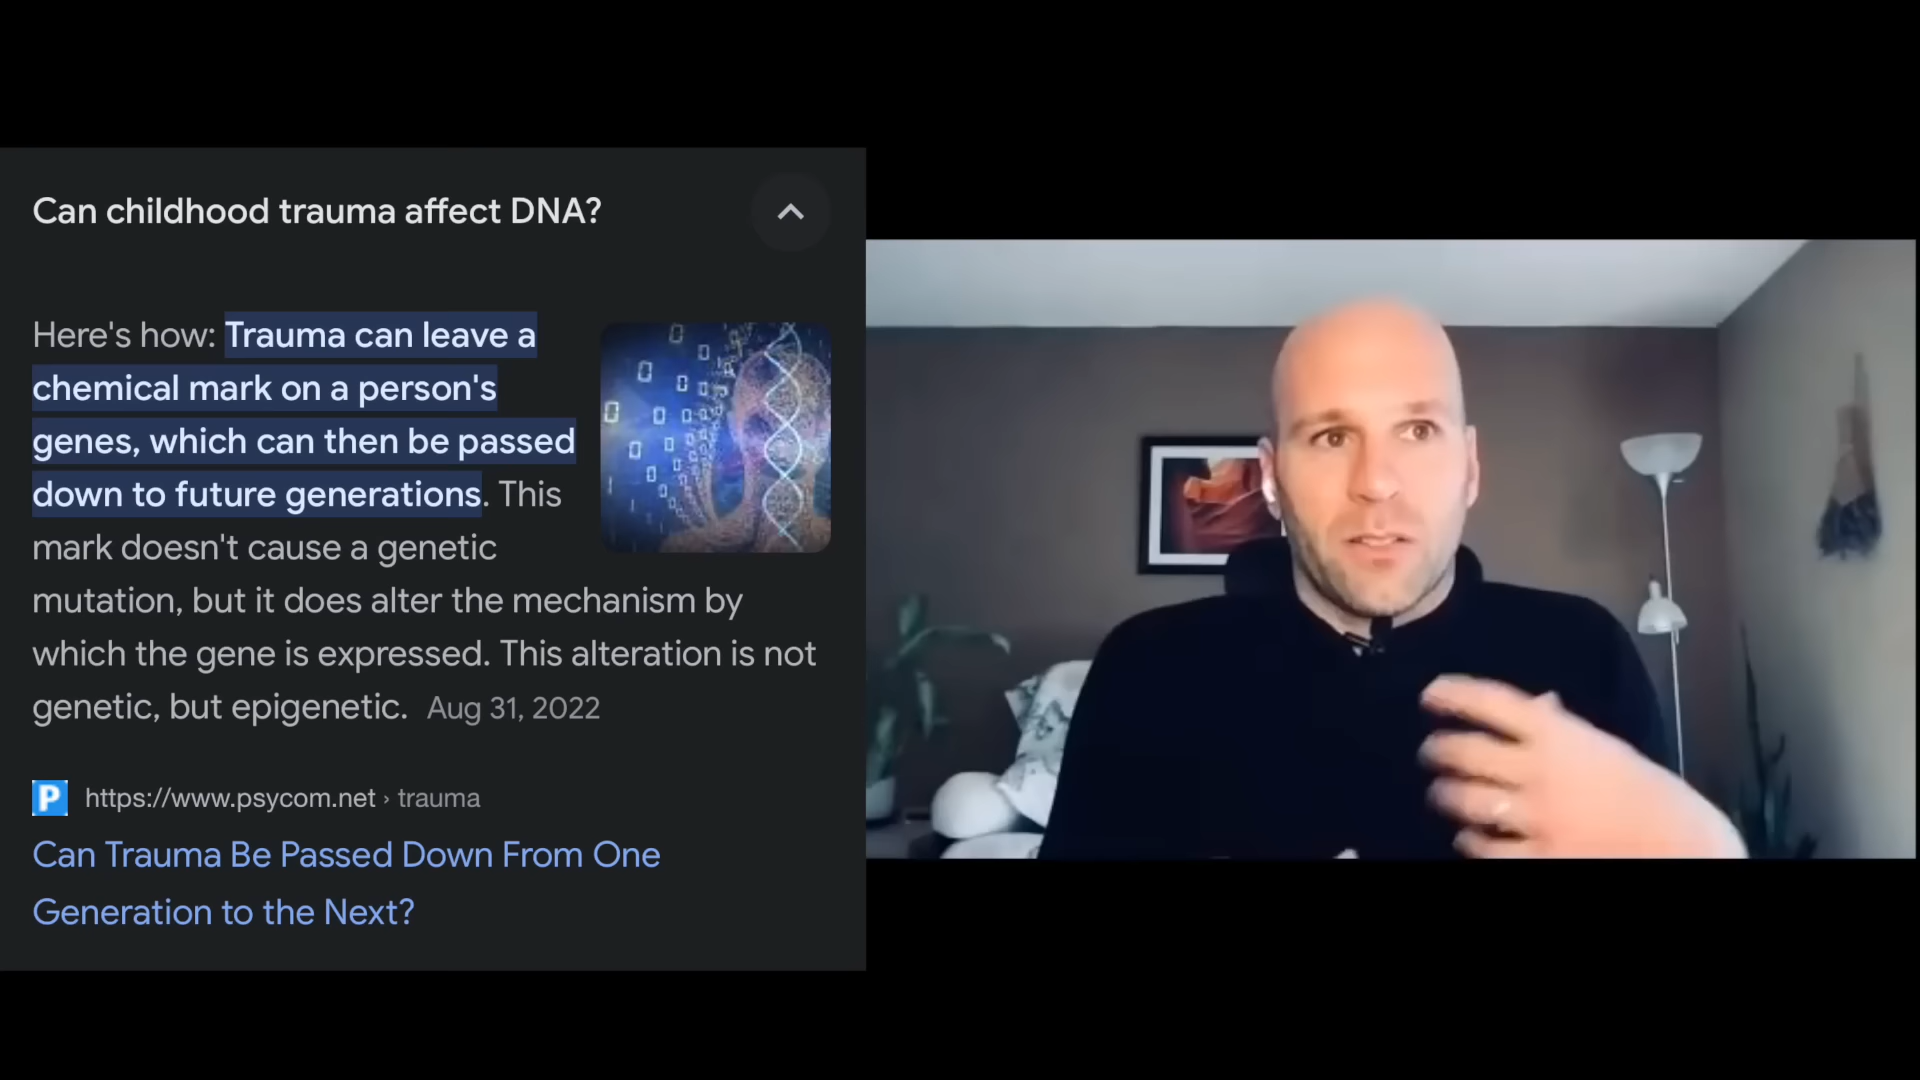 Can childhood trauma affect DNA?
Here's how: Trauma can leave a
chemical mark on a person's
genes, which can then be passed
down to future generations. This
mark doesn't cause a genetic
mutation, but it does alter the mechanism by
which the gene is expressed. This alteration is not
genetic, but epigenetic. Aug 31, 2022
P
https://www.psycom.net › trauma
Can Trauma Be Passed Down From One
Generation to the Next?